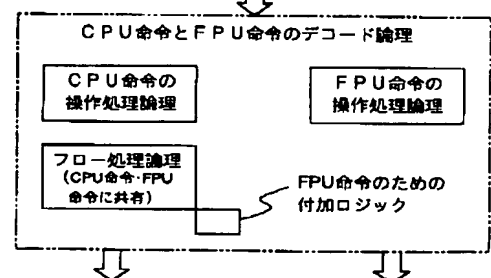 CPU命令とFPU命令のデコード論理
CPU命令の
操作処理論理
FPU命令の
操作処理論理
フロー処理論理
(CPU命令・FPU
命令に共有)
FPU命令のための
付加ロジック